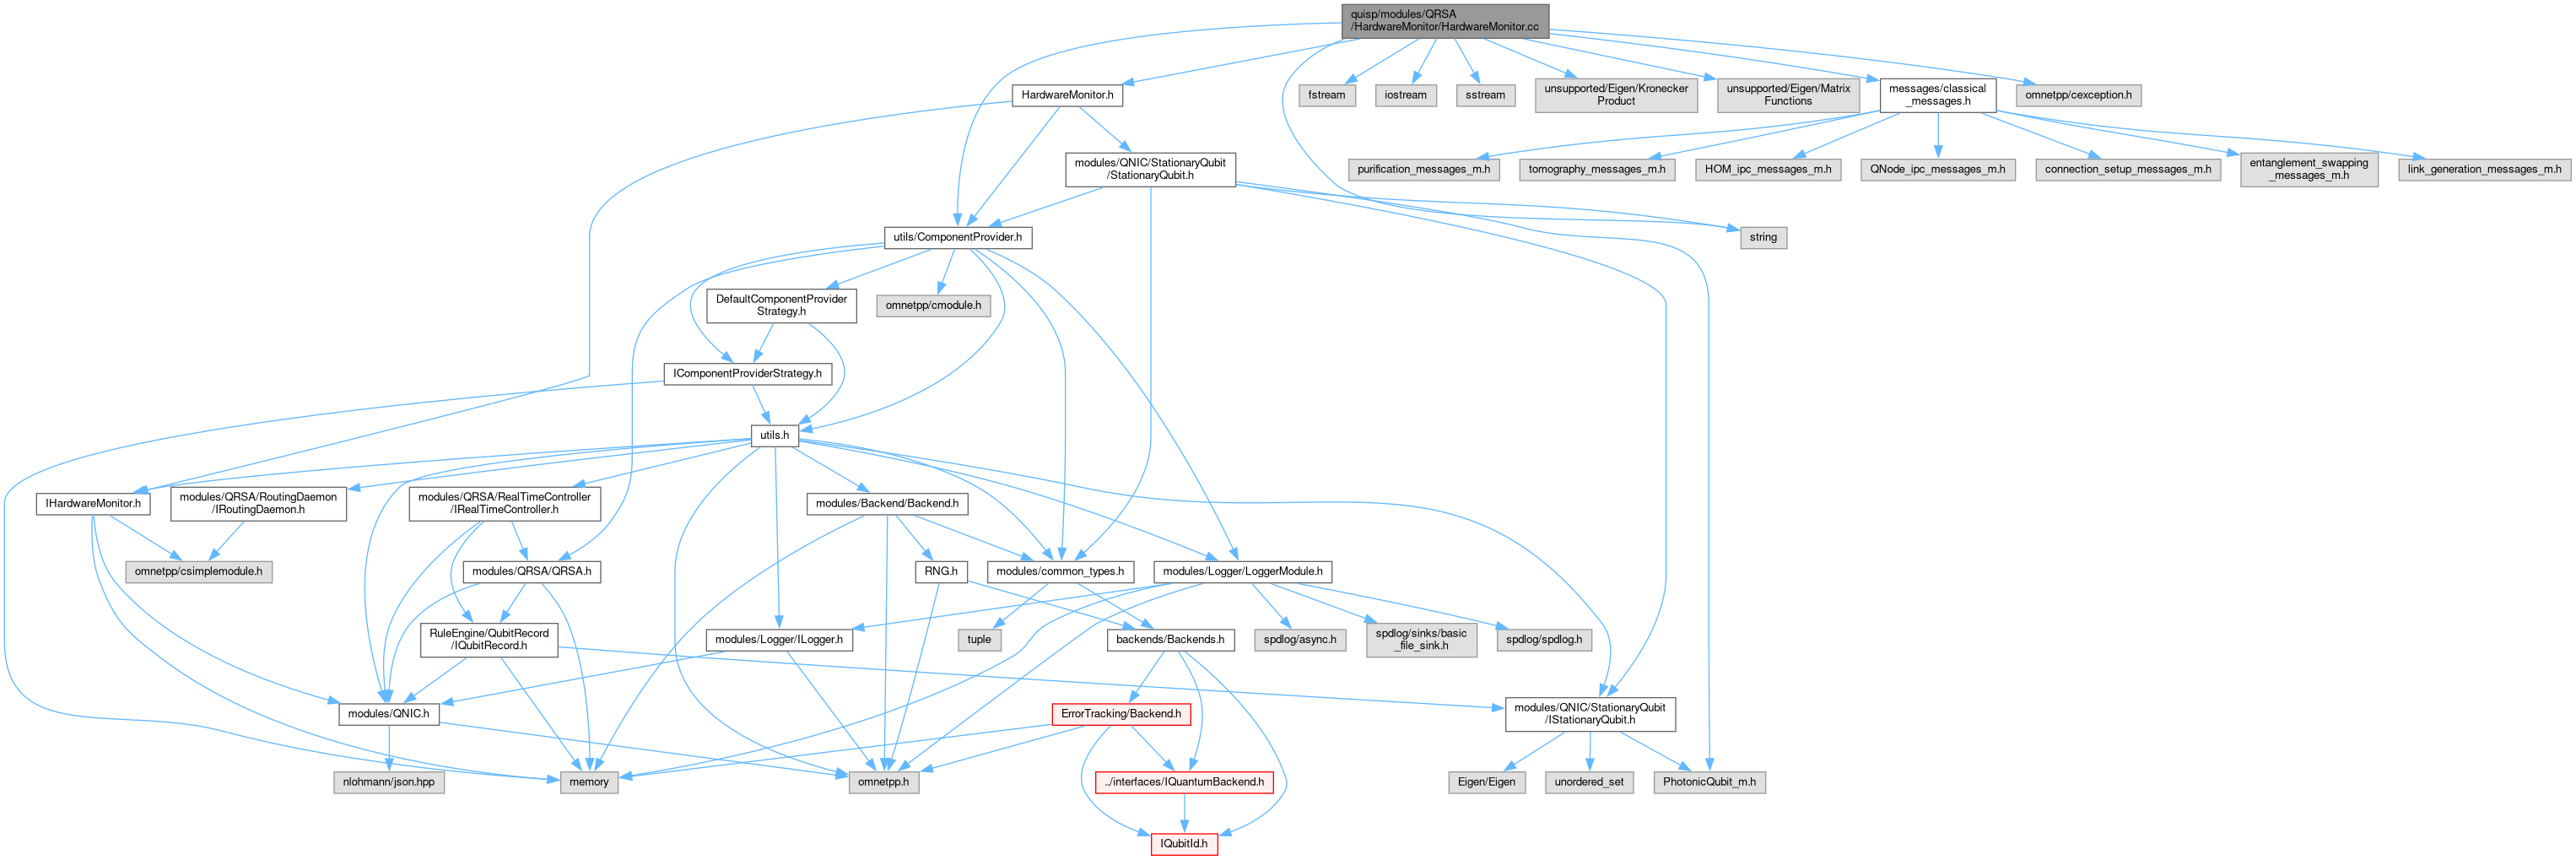 quisp/modules/QRSA
/HardwareMonitor/HardwareMonitor.cc
HardwareMonitor.h
fstream
iostream
sstream
unsupported/Eigen/Kronecker
Product
unsupported/Eigen/Matrix
Functions
messages/classical
_messages.h
omnetpp/cexception.h
modules/QNIC/StationaryQubit
/StationaryQubit.h
purification_messages_m.h
tomography_messages_m.h
HOM_ipc_messages_m.h
QNode_ipc_messages_m.h
connection_setup_messages_m.h
entanglement_swapping
_messages_m.h
link_generation_messages_m.h
utils/ComponentProvider.h
string
DefaultComponentProvider
Strategy.h
omnetpp/cmodule.h
IComponentProviderStrategy.h
utils.h
IHardwareMonitor.h
modules/QRSA/RoutingDaemon
/IRoutingDaemon.h
modules/QRSA/RealTimeController
/IRealTimeController.h
modules/Backend/Backend.h
omnetpp/csimplemodule.h
modules/QRSA/QRSA.h
RNG.h
modules/common_types.h
modules/Logger/LoggerModule.h
RuleEngine/QubitRecord
/IQubitRecord.h
modules/Logger/ILogger.h
tuple
backends/Backends.h
spdlog/async.h
spdlog/sinks/basic
_file_sink.h
spdlog/spdlog.h
modules/QNIC.h
ErrorTracking/Backend.h
modules/QNIC/StationaryQubit
/IStationaryQubit.h
nlohmann/json.hpp
memory
omnetpp.h
../interfaces/IQuantumBackend.h
Eigen/Eigen
unordered_set
PhotonicQubit_m.h
IQubitId.h